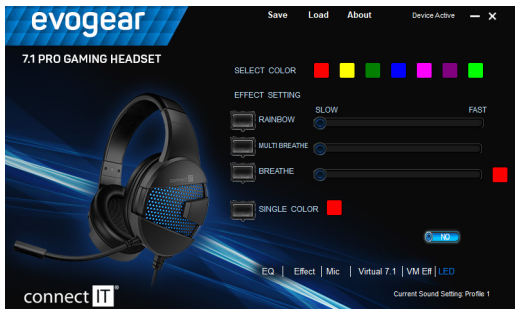 evogear
Save Load About Device Active
7.1 PRO GAMING HEADSET
SELECT COLOR
EFFECT SETTING
SLOW FAST
RAINBOW
MULTI BREATHE
BREATHE
SINGLE COLOR
NO
EQ | Effect | Mic | Virtual 7.1 | VM Eff | LED
connect IT
Current Sound Setting: Profile 1
connect IT